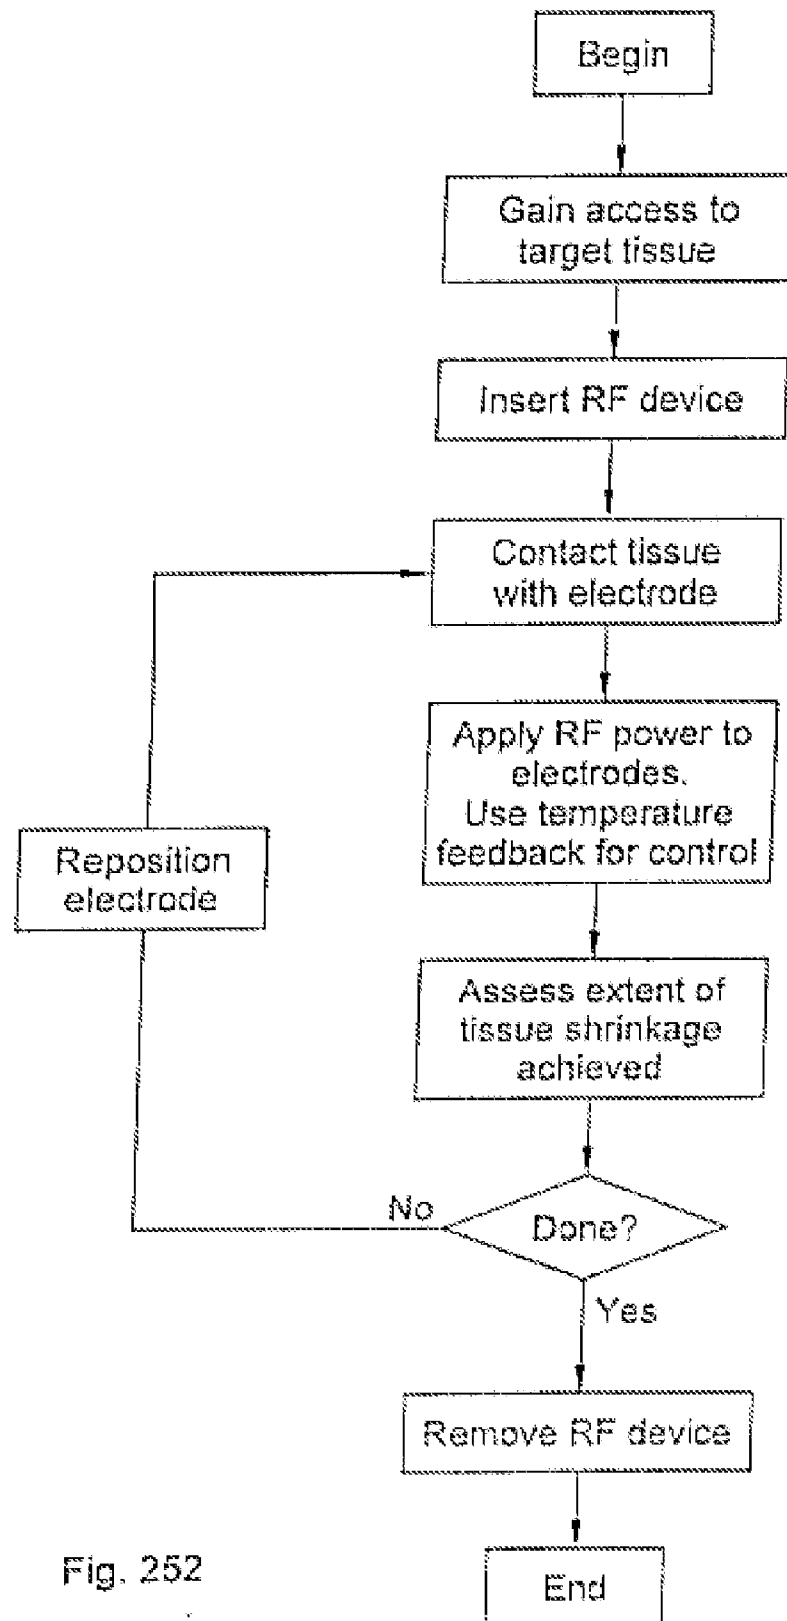 Begin
Gain access to
target tissue
Insert RF device
Contact tissue
with electrode
Apply RF power to
electrodes.
Use temperature
feedback for control
Reposition
electrode
Assess extent of
tissue shrinkage
achieved
No
Done?
Yes
Remove RF device
End
Fig. 252